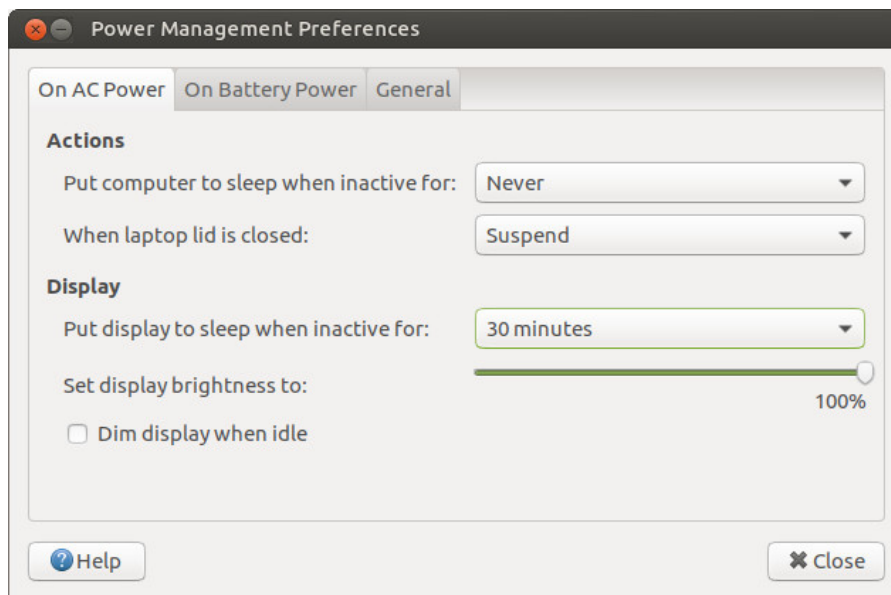 Power Management Preferences
On AC Power On Battery Power General
Actions
Put computer to sleep when inactive for: Never
When laptop lid is closed: Suspend
Display
Put display to sleep when inactive for: 30 minutes
Set display brightness to:
100%
Dim display when idle
Help Close